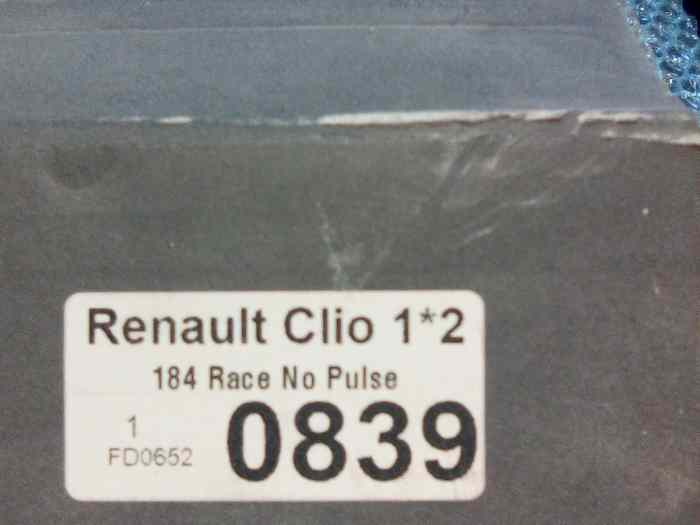 Renault Clio 1*2
184 Race No Pulse
1
FD0652
0839